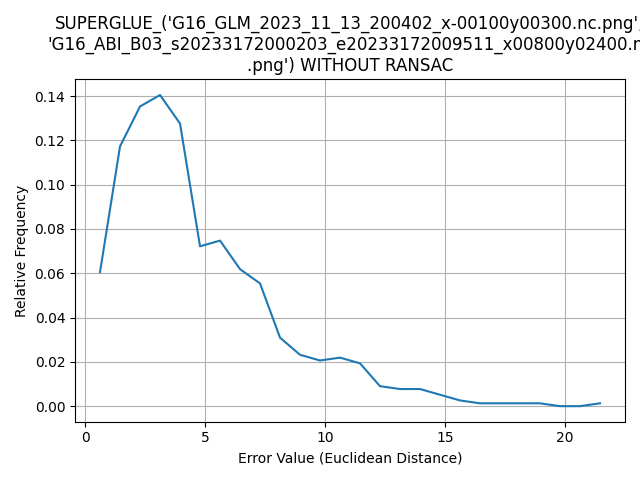 SUPERGLUE_('G16_GLM_2023_11_13_200402_x-00100y00300.nc.png',
'G16_ABI_B03_s20233172000203_e20233172009511_x00800y02400.n
.png') WITHOUT RANSAC
0.14
0.12
0.10
0.08
0.06
0.04
0.02
0.00
Relative Frequency
0 5 10 15 20
Error Value (Euclidean Distance)